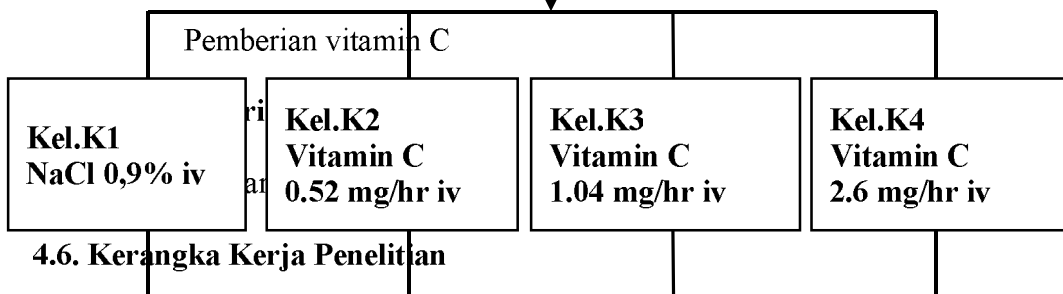 Pemberian vitamin C
Kel.K1
NaCl 0,9% iv
Kel.K2
Vitamin C
0.52 mg/hr iv
Kel.K3
Vitamin C
1.04 mg/hr iv
Kel.K4
Vitamin C
2.6 mg/hr iv
4.6. Kerangka Kerja Penelitian